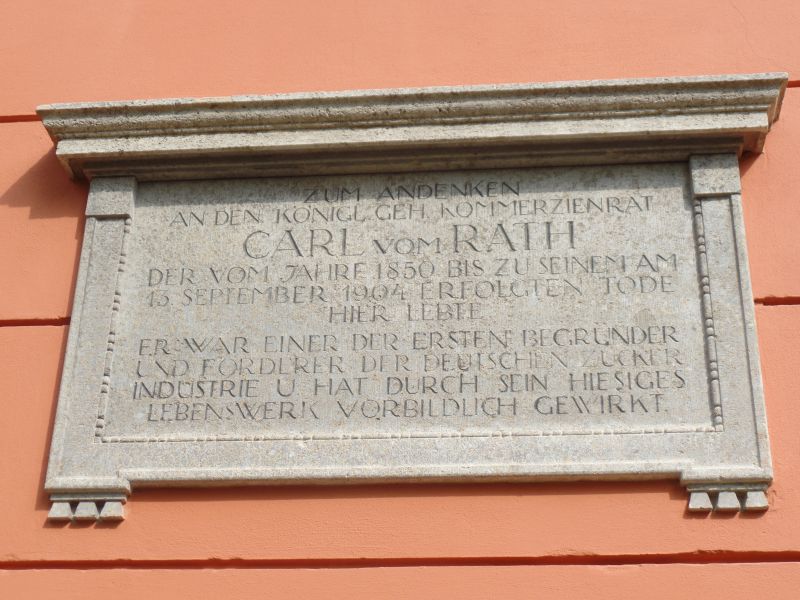 ZUM ANDENKEN
AN DEN KÖNIGL. GEH. KOMMERZIENRAT
CARL VOM RATH
DER VOM JAHRE 1850 BIS ZU SEINEM AM
13. SEPTEMBER 1904 ERFOLGTEN TODE
HIER LEBTE.
ER WAR EINER DER ERSTEN BEGRÜNDER
UND FÖRDERER DER DEUTSCHEN ZUCKER
INDUSTRIE U. HAT DURCH SEIN HIESIGES
LEBENSWERK VORBILDLICH GEWIRKT.